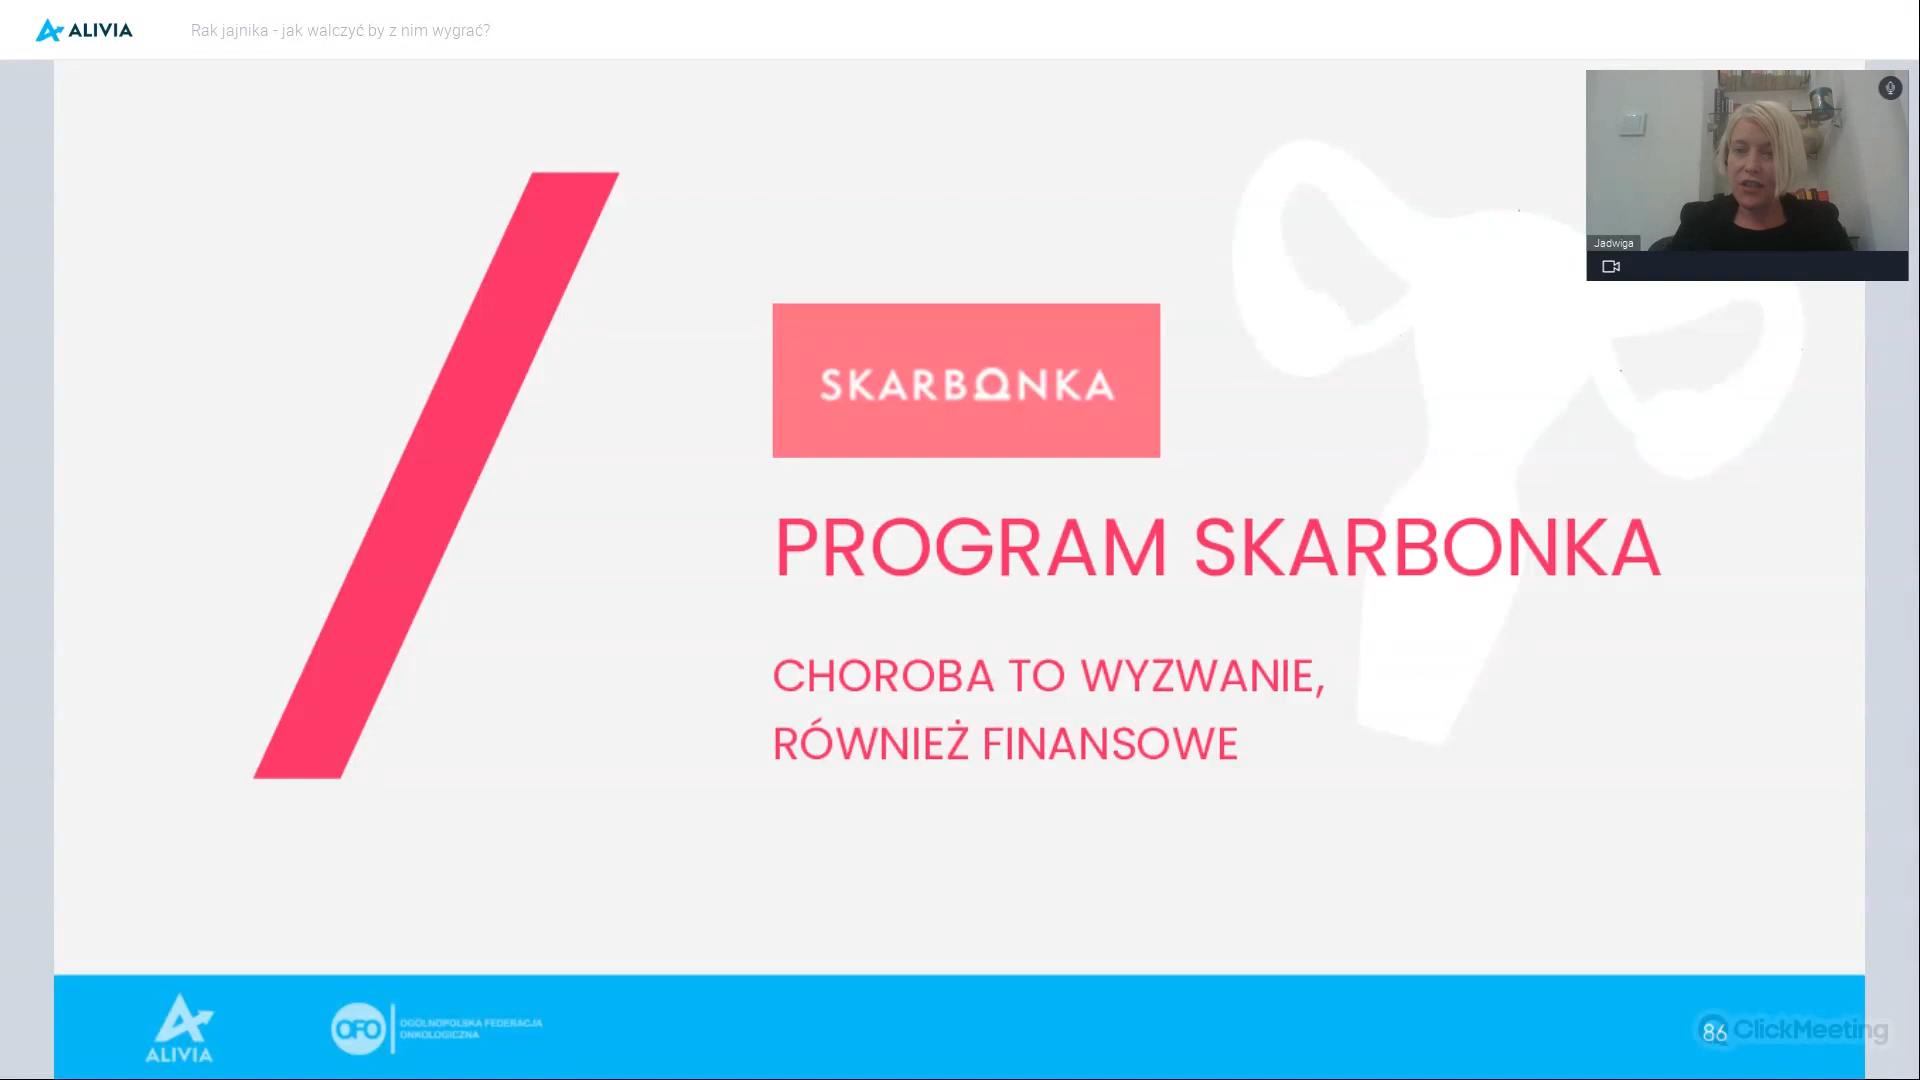 ALIVIA
Rak jajnika - jak walczyć by z nim wygrać?
Jadwiga
SKARBONKA
PROGRAM SKARBONKA
CHOROBA TO WYZWANIE,
RÓWNIEŻ FINANSOWE
ALIVIA
OFO
OGÓLNOPOLSKA FEDERACJA
ONKOLOGICZNA
86
ClickMeeting